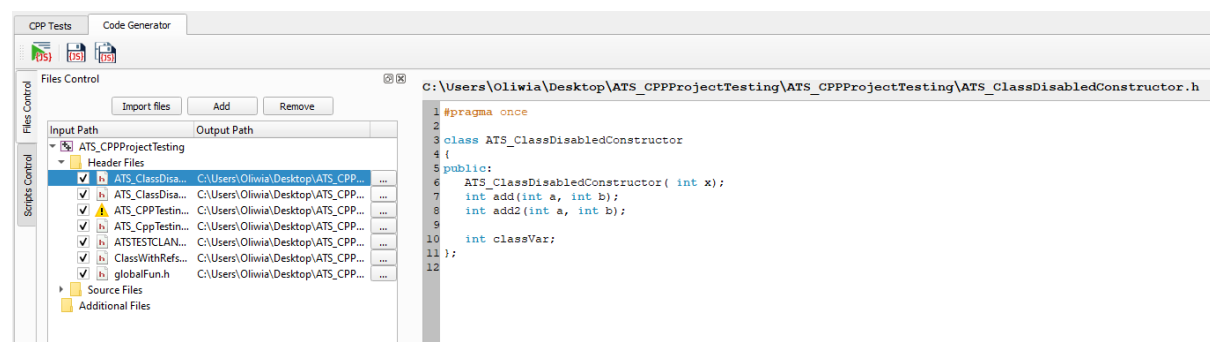 CPP Tests Code Generator
{JS} {JS} {JS}
Files Control
Scripts Control
Files Control
Import files Add Remove
Input Path Output Path
ATS_CPPProjectTesting
Header Files
ATS_ClassDisa... C:\Users\Oliwia\Desktop\ATS_CPP... ...
ATS_ClassDisa... C:\Users\Oliwia\Desktop\ATS_CPP... ...
ATS_CPPTestin... C:\Users\Oliwia\Desktop\ATS_CPP... ...
ATS_CppTestin... C:\Users\Oliwia\Desktop\ATS_CPP... ...
ATSTESTCLAN... C:\Users\Oliwia\Desktop\ATS_CPP... ...
ClassWithRefs... C:\Users\Oliwia\Desktop\ATS_CPP... ...
globalFun.h C:\Users\Oliwia\Desktop\ATS_CPP... ...
Source Files
Additional Files
C:\Users\Oliwia\Desktop\ATS_CPPProjectTesting\ATS_CPPProjectTesting\ATS_ClassDisabledConstructor.h
1 #pragma once
2
3 class ATS_ClassDisabledConstructor
4 {
5 public:
6 ATS_ClassDisabledConstructor( int x);
7 int add(int a, int b);
8 int add2(int a, int b);
9
10 int classVar;
11 };
12